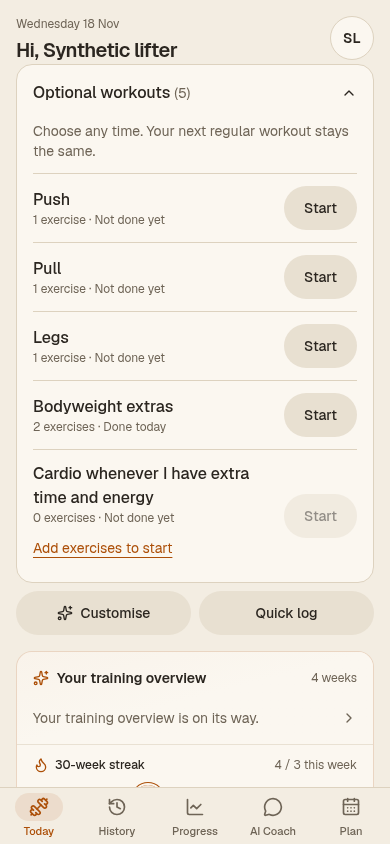 Wednesday 18 Nov
Hi, Synthetic lifter
SL
Optional workouts (5)
Choose any time. Your next regular workout stays
the same.
Push
1 exercise · Not done yet
Start
Pull
1 exercise · Not done yet
Start
Legs
1 exercise · Not done yet
Start
Bodyweight extras
2 exercises · Done today
Start
Cardio whenever I have extra
time and energy
0 exercises · Not done yet
Start
Add exercises to start
Customise
Quick log
Your training overview
4 weeks
Your training overview is on its way.
30-week streak
4 / 3 this week
Today
History
Progress
AI Coach
Plan